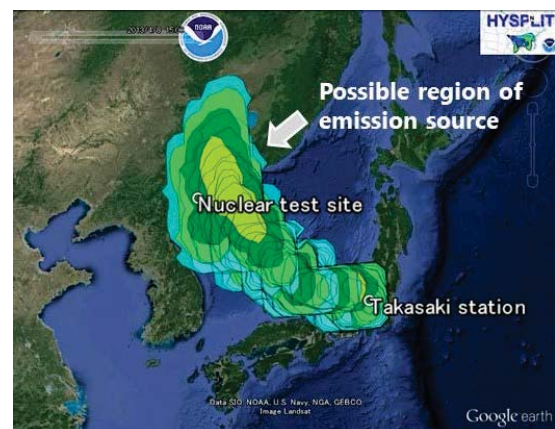 NOAA
HYSPLIT
Possible region of
emission source
Nuclear test site
Takasaki station
Data SIO, NOAA, U.S. Navy, NGA, GEBCO
Image Landsat
Google earth